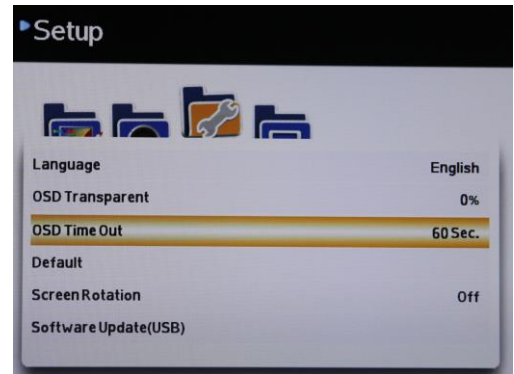 Setup
Language English
OSD Transparent 0%
OSD Time Out 60 Sec.
Default
Screen Rotation Off
Software Update(USB)